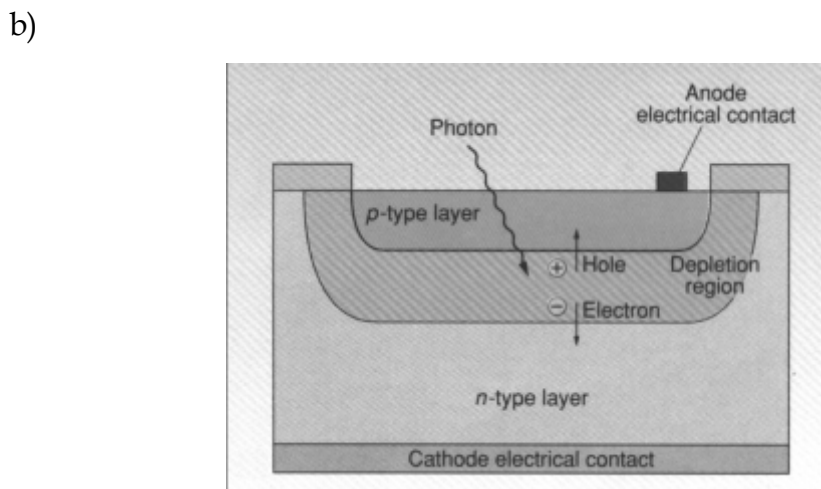 b)
Anode
electrical contact
Photon
p-type layer
+
Hole
Depletion
region
−
Electron
n-type layer
Cathode electrical contact